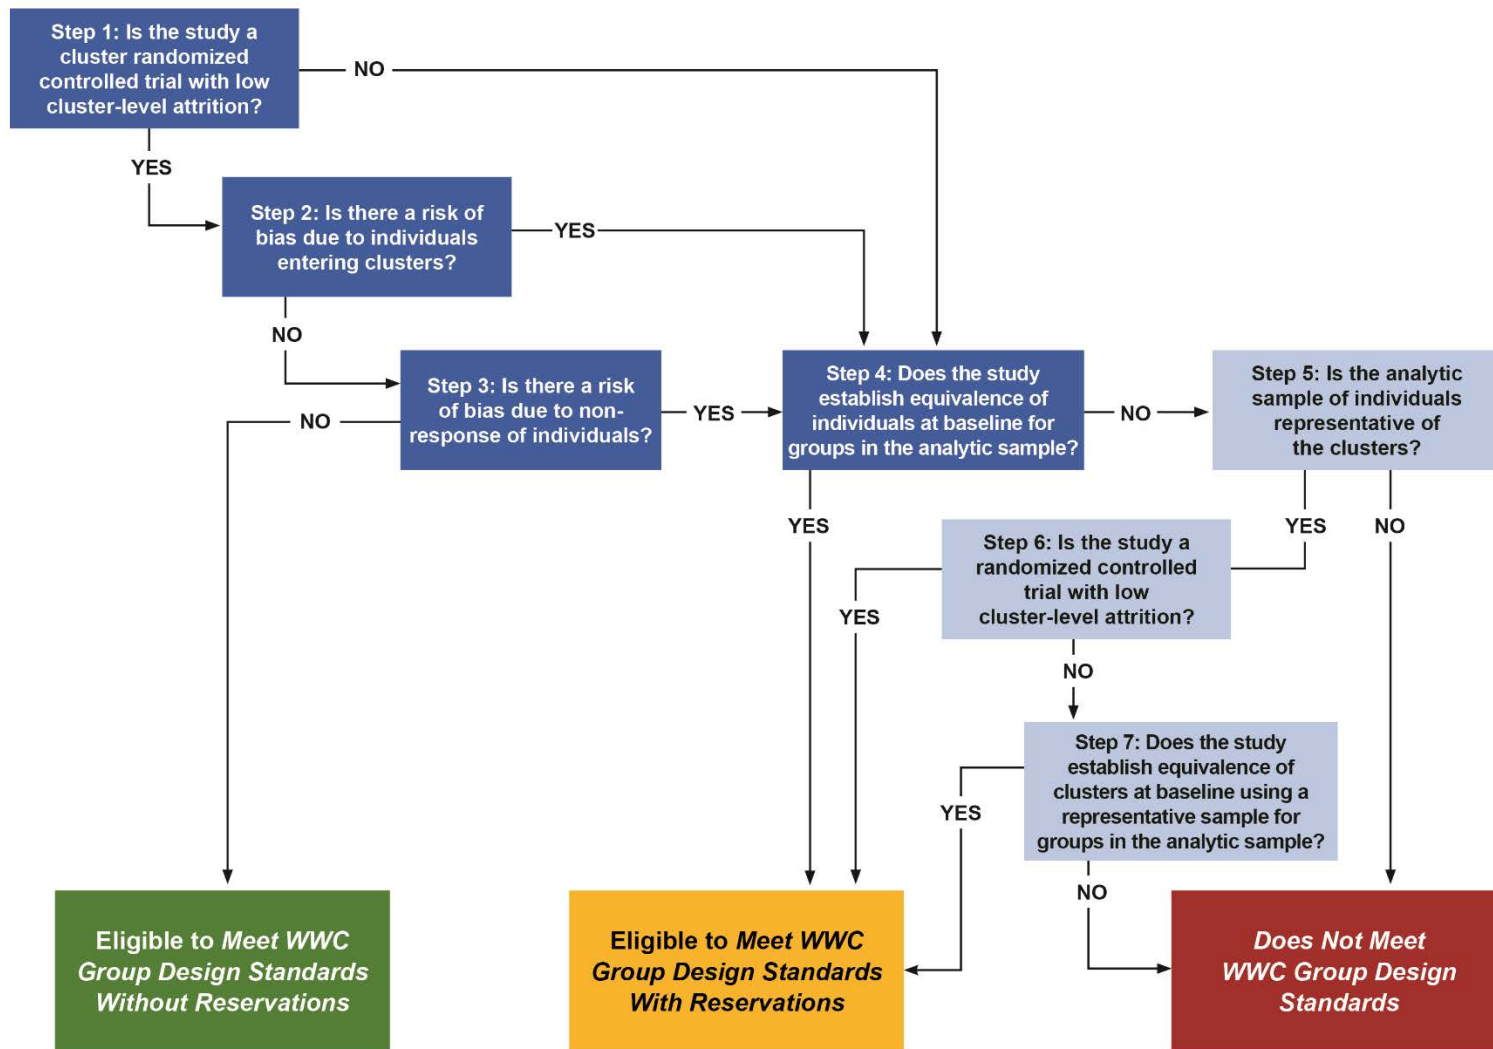 Step 1: Is the study a
cluster randomized
controlled trial with low
cluster-level attrition?
NO
YES
Step 2: Is there a risk of
bias due to individuals
entering clusters?
YES
NO
Step 3: Is there a risk
of bias due to non-
response of individuals?
NO
YES
Step 4: Does the study
establish equivalence of
individuals at baseline for
groups in the analytic sample?
NO
Step 5: Is the analytic
sample of individuals
representative of
the clusters?
YES
YES
NO
Step 6: Is the study a
randomized controlled
trial with low
cluster-level attrition?
YES
NO
Step 7: Does the study
establish equivalence of
clusters at baseline using a
representative sample for
groups in the analytic sample?
YES
NO
Eligible to Meet WWC
Group Design Standards
Without Reservations
Eligible to Meet WWC
Group Design Standards
With Reservations
Does Not Meet
WWC Group Design
Standards